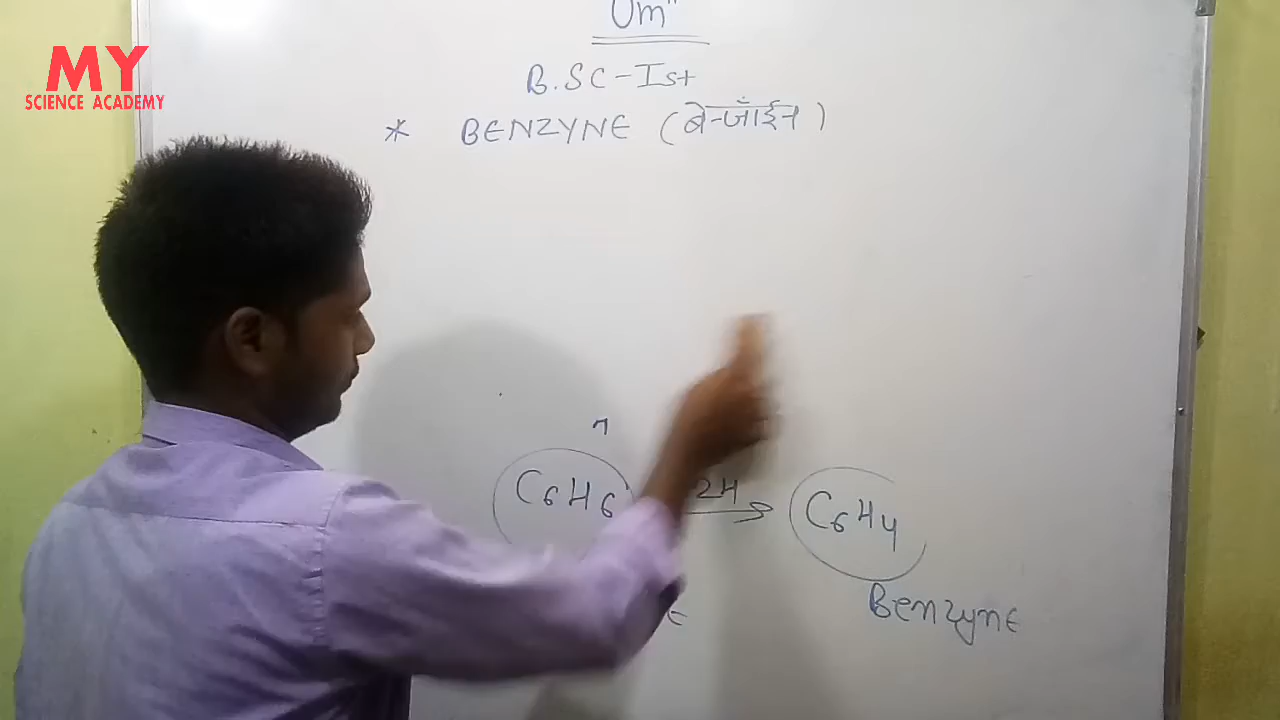 MY
SCIENCE ACADEMY
Om"
B.SC-Ist
* BENZYNE (बेन्जाँईन)
C6H6 2H → C6H4
Benzyne